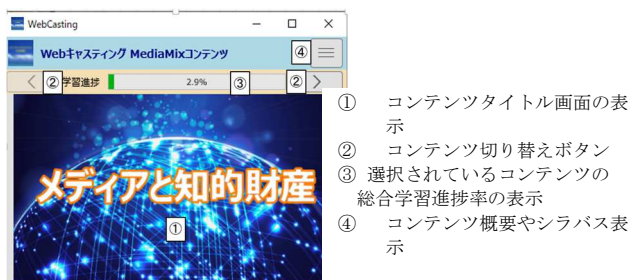 WebCasting
Webキャスティング MediaMixコンテンツ
④
② 学習進捗 2.9% ③ ②
メディアと知的財産
①
① コンテンツタイトル画面の表
示
② コンテンツ切り替えボタン
③ 選択されているコンテンツの
総合学習進捗率の表示
④ コンテンツ概要やシラバス表
示